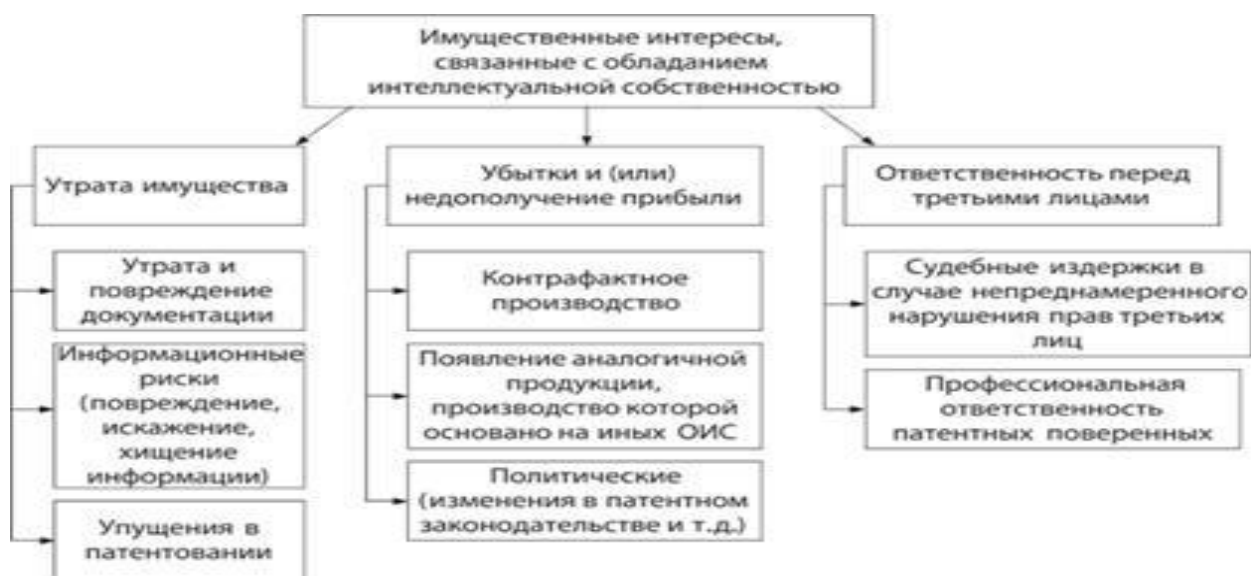 Имущественные интересы,
связанные с обладанием
интеллектуальной собственностью
Утрата имущества
Утрата и
повреждение
документации
Информационные
риски
(повреждение,
искажение,
хищение
информации)
Упущения в
патентовании
Убытки и (или)
недополучение прибыли
Контрафактное
производство
Появление аналогичной
продукции,
производство которой
основано на иных ОИС
Политические
(изменения в патентном
законодательстве и т.д.)
Ответственность перед
третьими лицами
Судебные издержки в
случае непреднамеренного
нарушения прав третьих
лиц
Профессиональная
ответственность
патентных поверенных